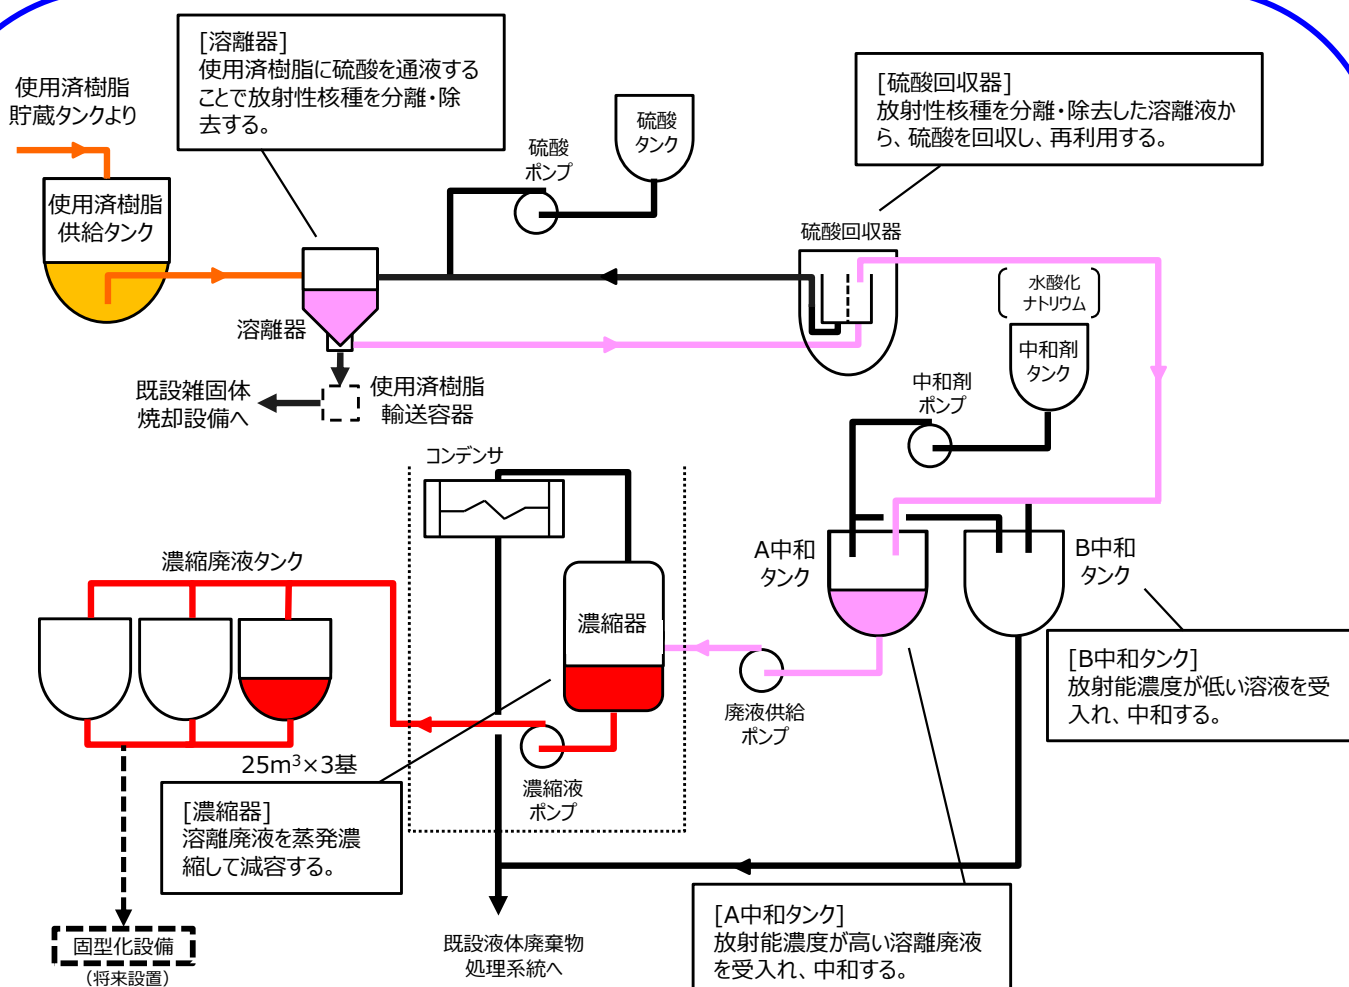 [溶離器]
使用済樹脂に硫酸を通液する
ことで放射性核種を分離・除
去する。
使用済樹脂
貯蔵タンクより
硫酸
タンク
硫酸
ポンプ
[硫酸回収器]
放射性核種を分離・除去した溶離液か
ら、硫酸を回収し、再利用する。
使用済樹脂
供給タンク
硫酸回収器
水酸化
ナトリウム
溶離器
中和剤
タンク
中和剤
ポンプ
既設雑固体
焼却設備へ
使用済樹脂
輸送容器
コンデンサ
濃縮廃液タンク
A中和
タンク
B中和
タンク
濃縮器
[B中和タンク]
放射能濃度が低い溶液を受
入れ、中和する。
廃液供給
ポンプ
25m³×3基
濃縮液
ポンプ
[濃縮器]
溶離廃液を蒸発濃
縮して減容する。
[A中和タンク]
放射能濃度が高い溶離廃液
を受入れ、中和する。
固型化設備
（将来設置）
既設液体廃棄物
処理系統へ